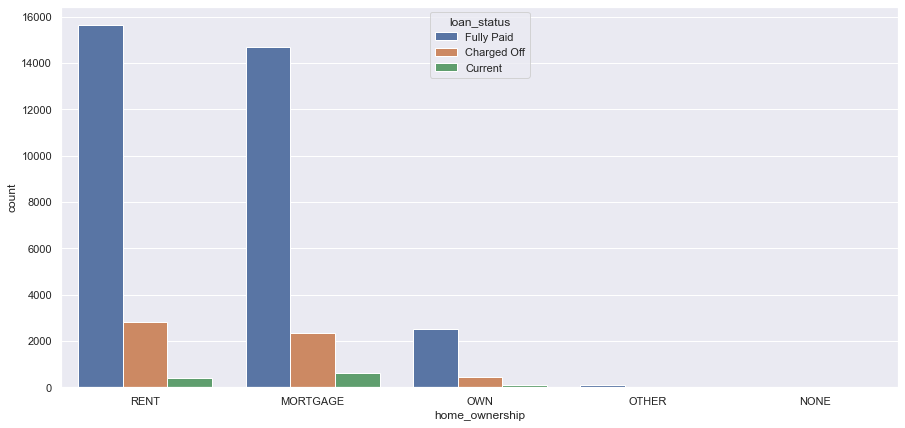 loan_status
Fully Paid
Charged Off
Current
16000
14000
12000
10000
8000
6000
4000
2000
0
count
RENT
MORTGAGE
OWN
OTHER
NONE
home_ownership